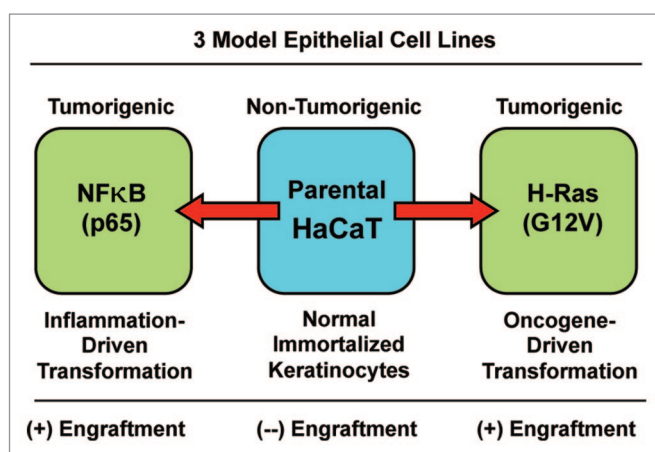 3 Model Epithelial Cell Lines
Tumorigenic
NFκB
(p65)
Inflammation-
Driven
Transformation
(+) Engraftment
Non-Tumorigenic
Parental
HaCaT
Normal
Immortalized
Keratinocytes
(--) Engraftment
Tumorigenic
H-Ras
(G12V)
Oncogene-
Driven
Transformation
(+) Engraftment